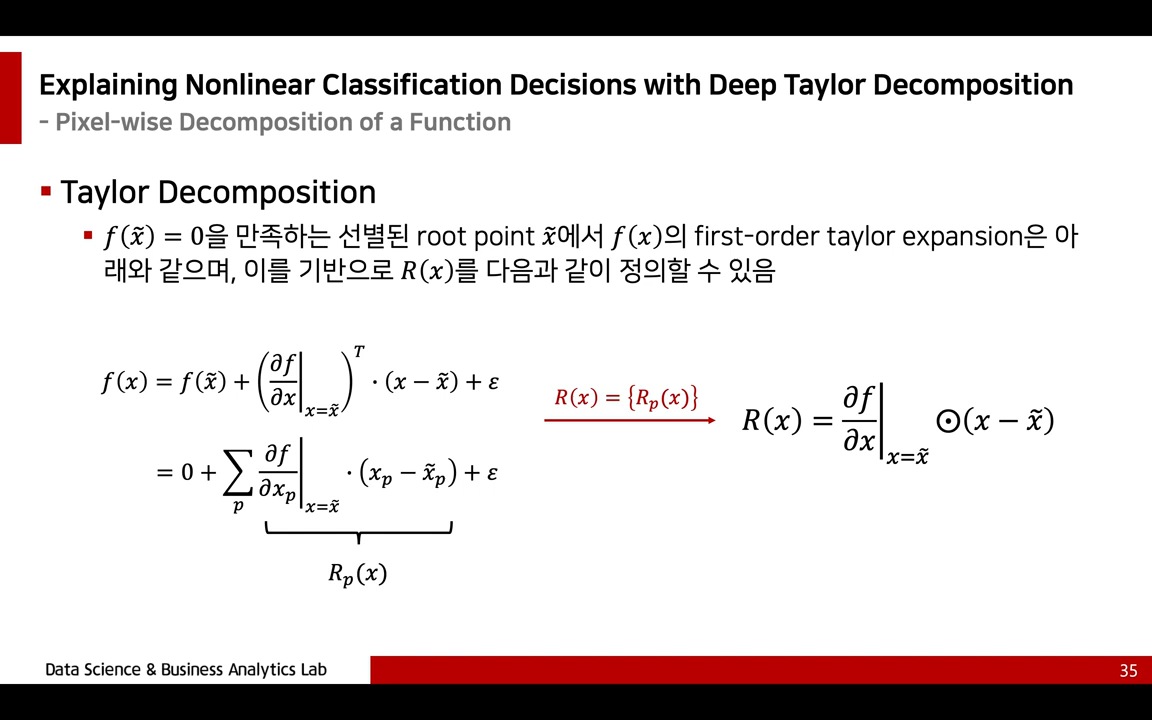 Explaining Nonlinear Classification Decisions with Deep Taylor Decomposition
- Pixel-wise Decomposition of a Function
▪ Taylor Decomposition
▪ f(x̃) = 0을 만족하는 선별된 root point x̃에서 f(x)의 first-order taylor expansion은 아
래와 같으며, 이를 기반으로 R(x)를 다음과 같이 정의할 수 있음
f(x) = f(x̃) + (∂f/∂x|x=x̃)ᵀ · (x − x̃) + ε
= 0 + ∑p ∂f/∂xp|x=x̃ · (xp − x̃p) + ε
Rp(x)
R(x) = {Rp(x)}
R(x) = ∂f/∂x|x=x̃ ⊙(x − x̃)
Data Science & Business Analytics Lab
35